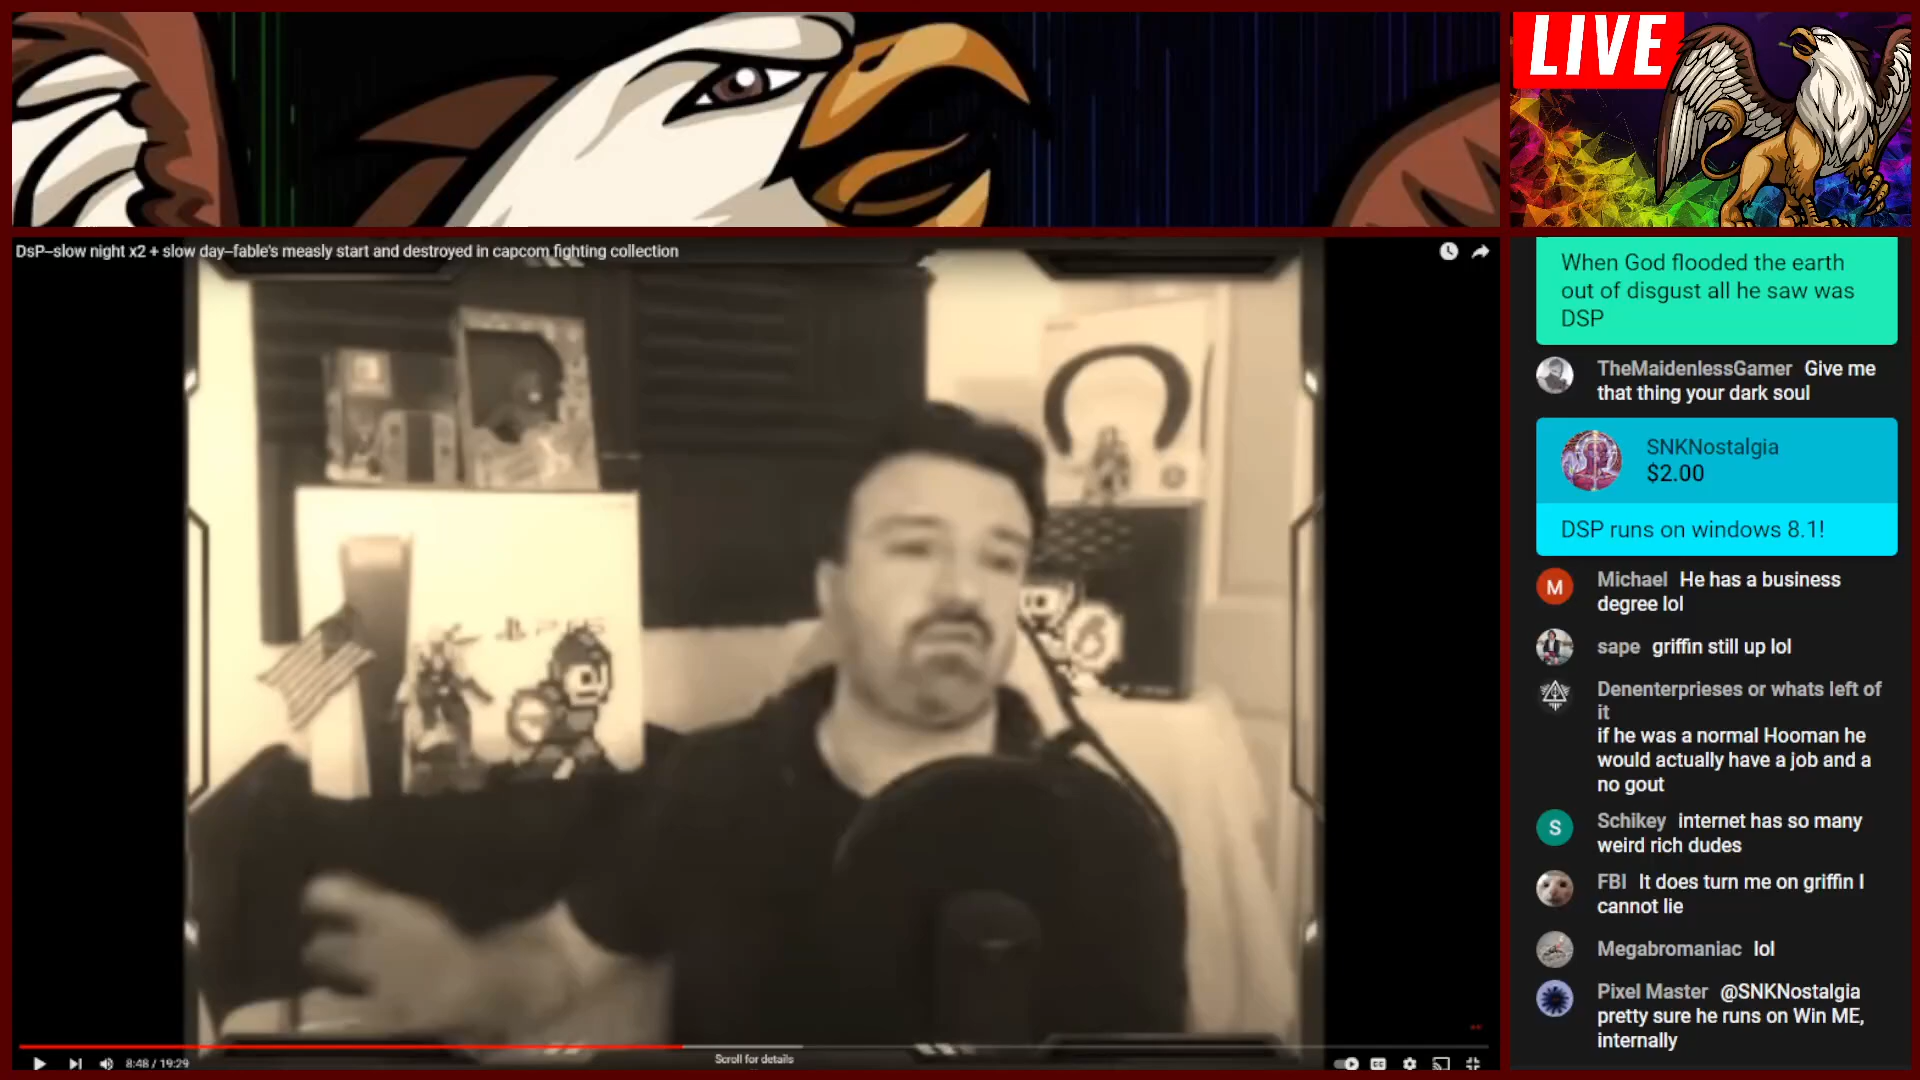 LIVE
DsP--slow night x2 + slow day--fable's measly start and destroyed in capcom fighting collection
When God flooded the earth
out of disgust all he saw was
DSP
TheMaidenlessGamer Give me
that thing your dark soul
SNKNostalgia
$2.00
DSP runs on windows 8.1!
M
Michael He has a business
degree lol
sape griffin still up lol
Denenterprieses or whats left of
it
if he was a normal Hooman he
would actually have a job and a
no gout
S
Schikey internet has so many
weird rich dudes
FBI It does turn me on griffin I
cannot lie
Megabromaniac lol
Pixel Master @SNKNostalgia
pretty sure he runs on Win ME,
internally
8:48 / 19:29
Scroll for details
CC